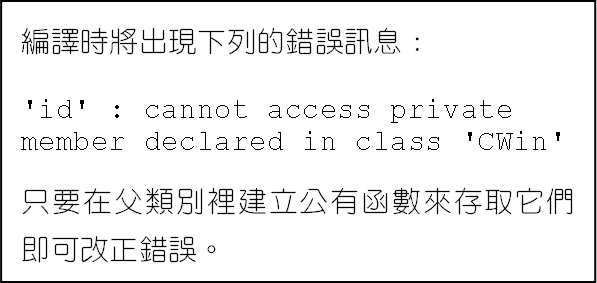 編譯時將出現下列的錯誤訊息：
'id' : cannot access private
member declared in class 'CWin'
只要在父類別裡建立公有函數來存取它們
即可改正錯誤。